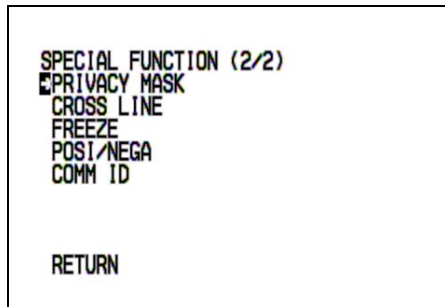 SPECIAL FUNCTION (2/2)
PRIVACY MASK
CROSS LINE
FREEZE
POSI/NEGA
COMM ID
RETURN